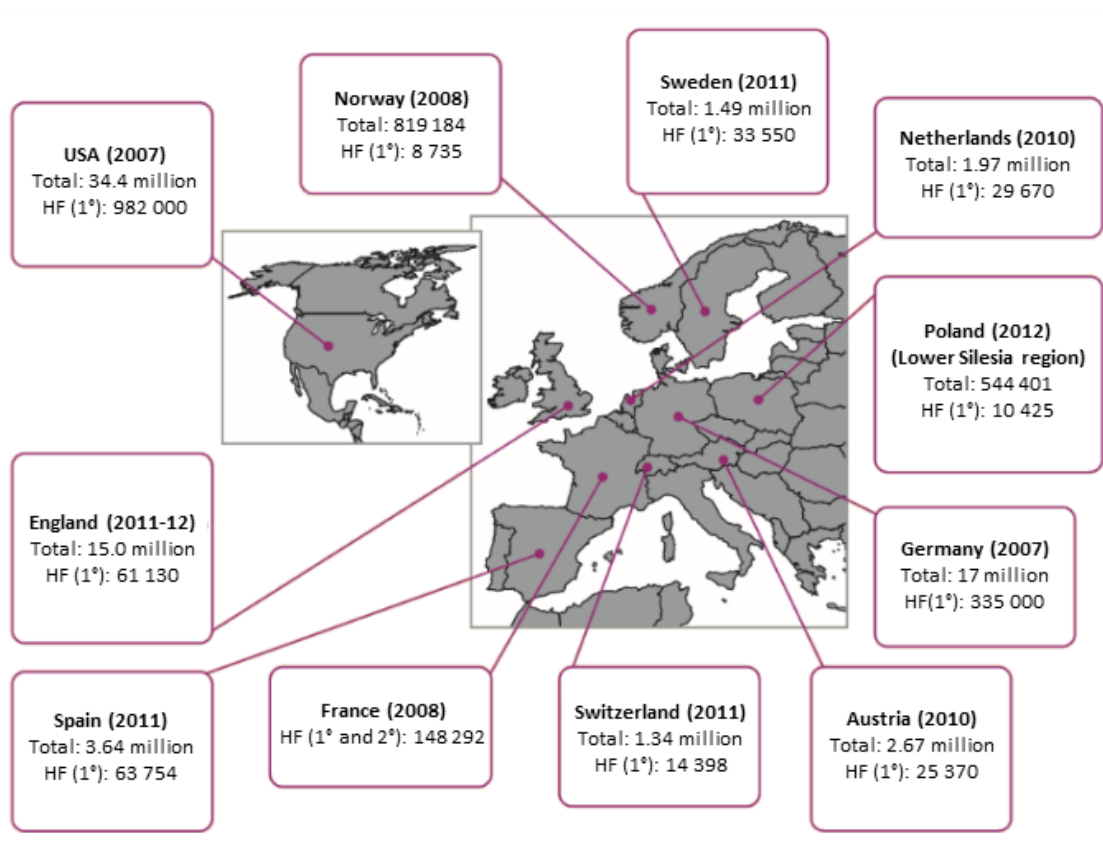 Norway (2008)
Total: 819 184
HF (1°): 8 735
Sweden (2011)
Total: 1.49 million
HF (1°): 33 550
USA (2007)
Total: 34.4 million
HF (1°): 982 000
Netherlands (2010)
Total: 1.97 million
HF (1°): 29 670
Poland (2012)
(Lower Silesia region)
Total: 544 401
HF (1°): 10 425
England (2011-12)
Total: 15.0 million
HF (1°): 61 130
Germany (2007)
Total: 17 million
HF(1°): 335 000
Spain (2011)
Total: 3.64 million
HF (1°): 63 754
France (2008)
HF (1° and 2°): 148 292
Switzerland (2011)
Total: 1.34 million
HF (1°): 14 398
Austria (2010)
Total: 2.67 million
HF (1°): 25 370